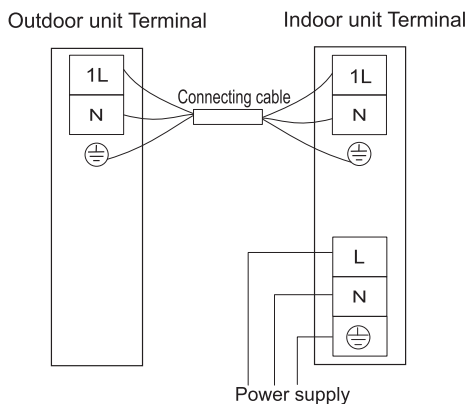 Outdoor unit Terminal
Indoor unit Terminal
1L
N
Connecting cable
1L
N
L
N
Power supply